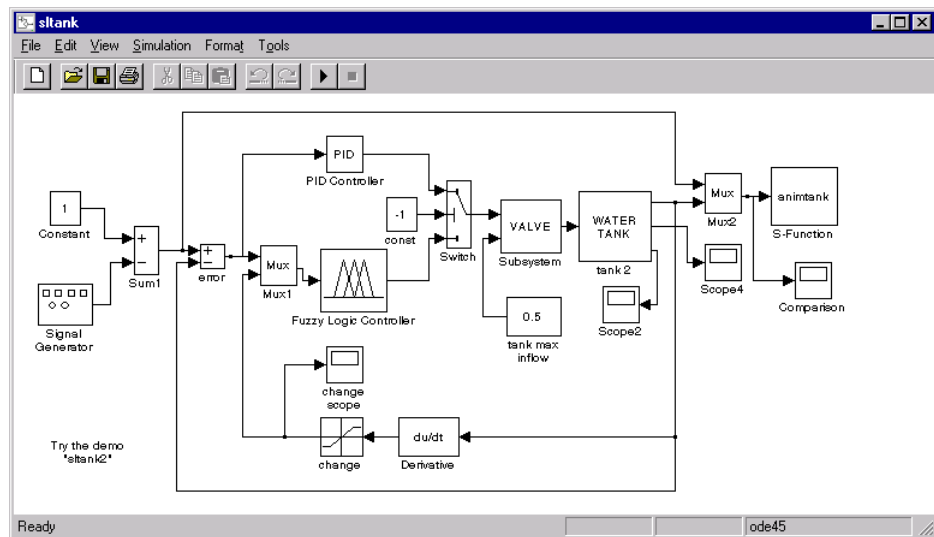 sltank
File Edit View Simulation Format Tools
PID
PID Controller
1
Constant
-1
const
Switch
VALVE
Subsystem
WATER
TANK
tank 2
Mux
Mux2
animtank
S-Function
Sum1
error
Mux
Mux1
Fuzzy Logic Controller
Signal
Generator
0.5
tank max
inflow
Scope2
Scope4
Comparison
change
scope
change
du/dt
Derivative
Try the demo
"sltank2"
Ready
ode45